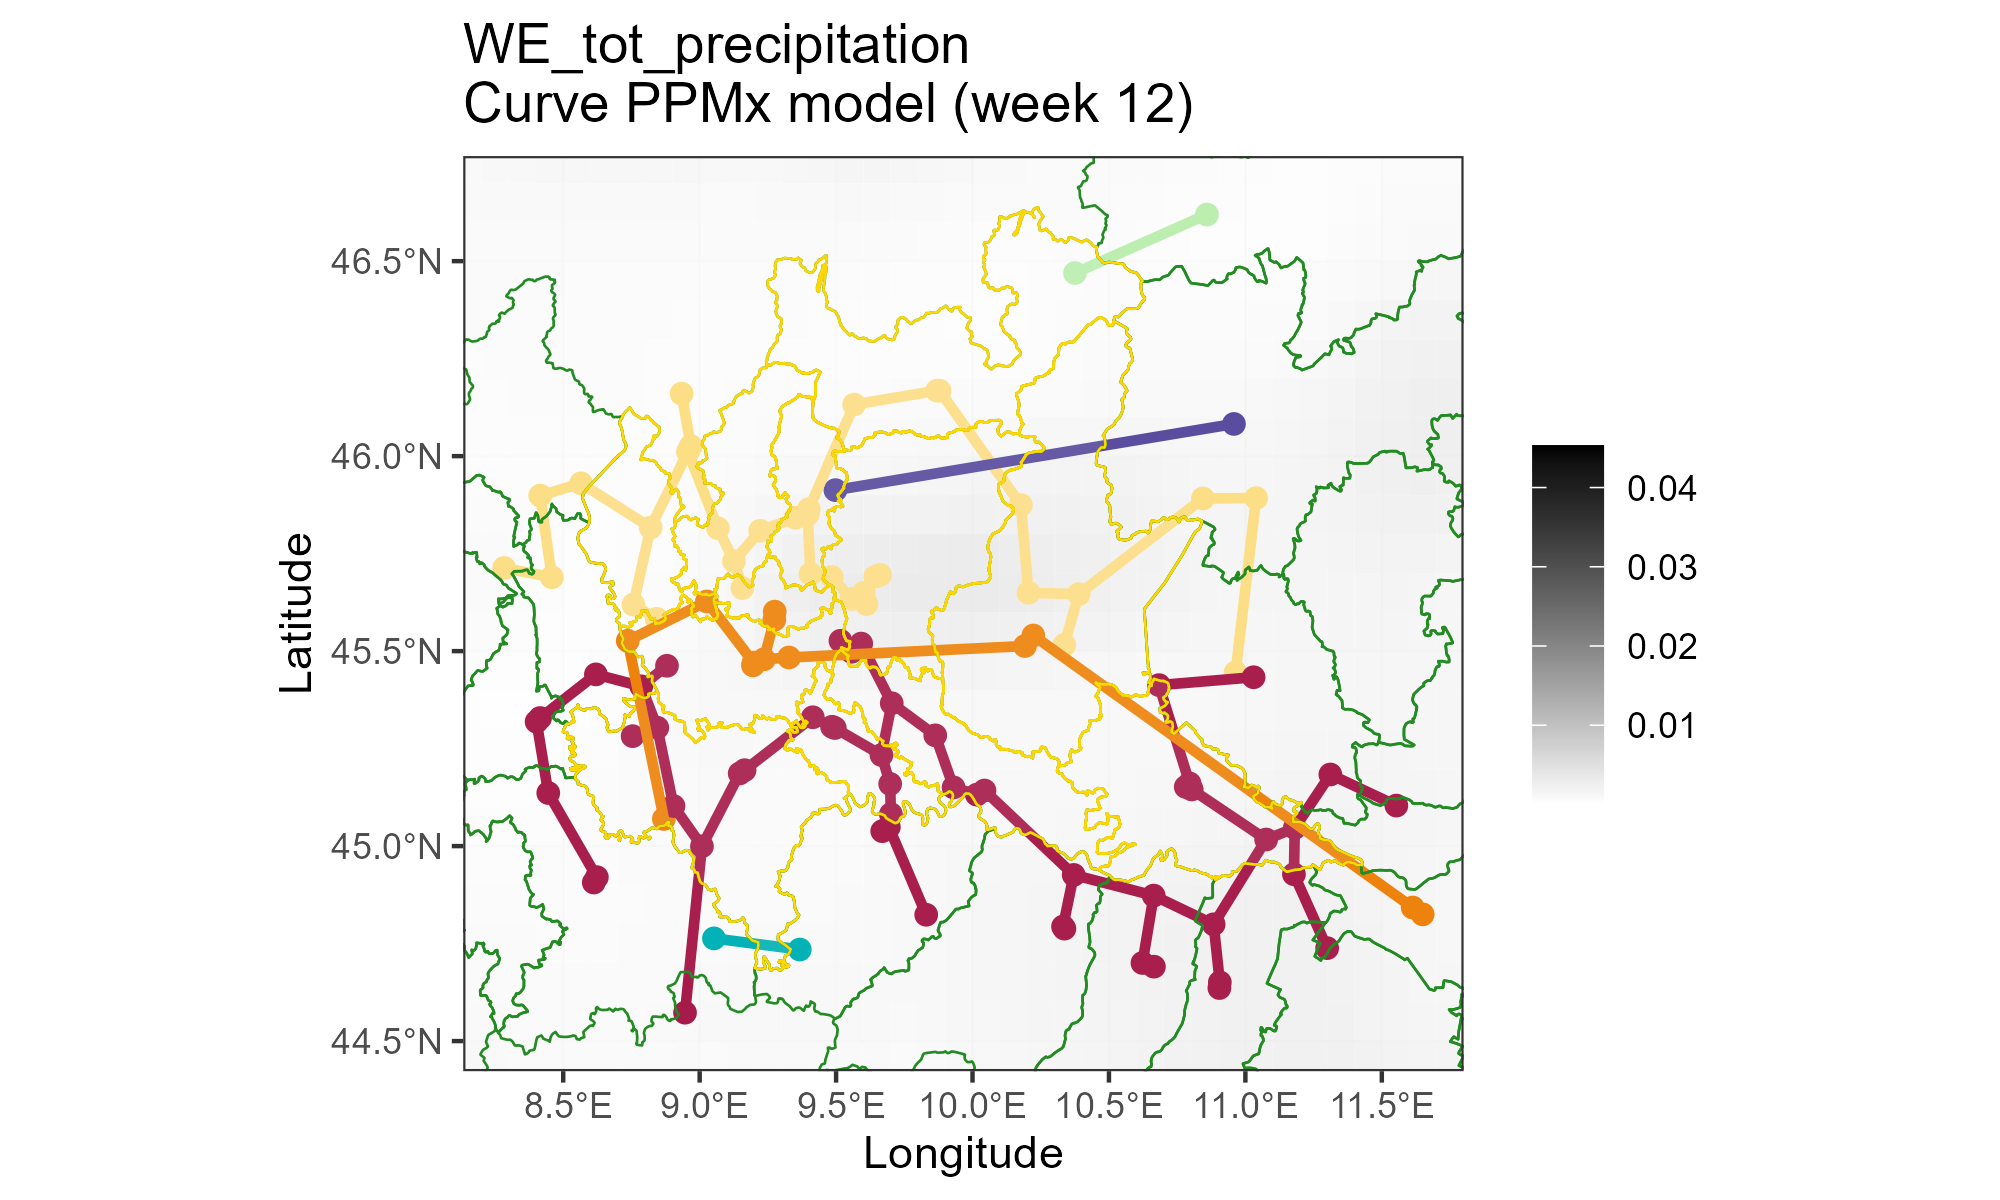 WE_tot_precipitation
Curve PPMx model (week 12)
46.5°N
46.0°N
45.5°N
45.0°N
44.5°N
Latitude
8.5°E
9.0°E
9.5°E
10.0°E
10.5°E
11.0°E
11.5°E
Longitude
0.04
0.03
0.02
0.01